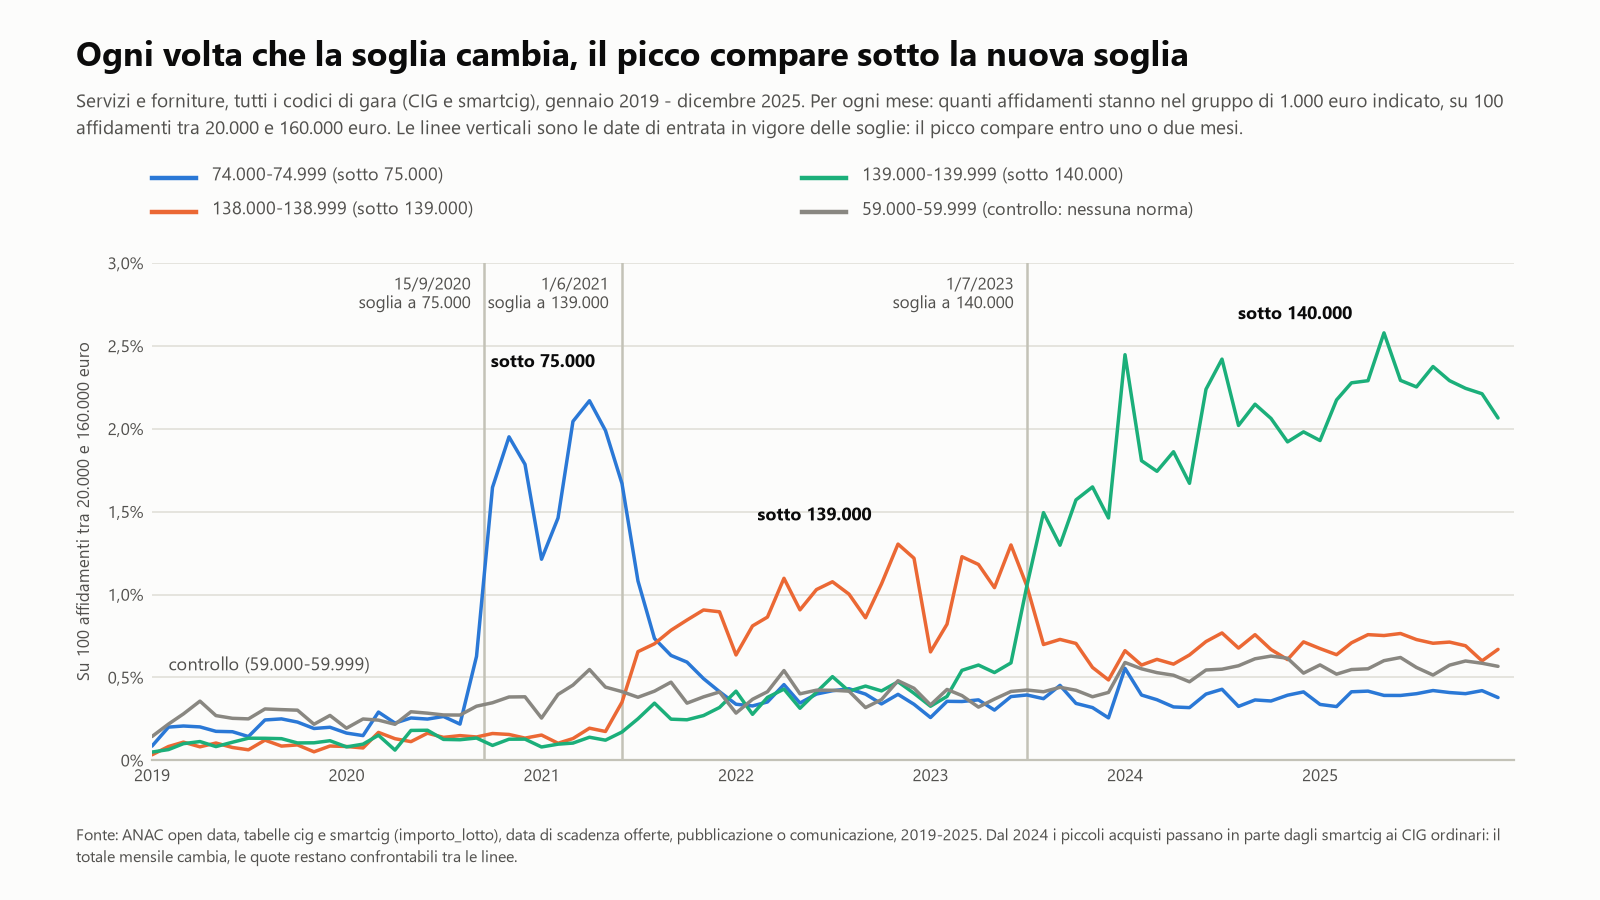 Ogni volta che la soglia cambia, il picco compare sotto la nuova soglia
Servizi e forniture, tutti i codici di gara (CIG e smartcig), gennaio 2019 - dicembre 2025. Per ogni mese: quanti affidamenti stanno nel gruppo di 1.000 euro indicato, su 100
affidamenti tra 20.000 e 160.000 euro. Le linee verticali sono le date di entrata in vigore delle soglie: il picco compare entro uno o due mesi.
74.000-74.999 (sotto 75.000)
139.000-139.999 (sotto 140.000)
138.000-138.999 (sotto 139.000)
59.000-59.999 (controllo: nessuna norma)
Su 100 affidamenti tra 20.000 e 160.000 euro
3,0%
2,5%
2,0%
1,5%
1,0%
0,5%
0%
15/9/2020
soglia a 75.000
1/6/2021
soglia a 139.000
1/7/2023
soglia a 140.000
sotto 140.000
sotto 75.000
sotto 139.000
controllo (59.000-59.999)
2019
2020
2021
2022
2023
2024
2025
Fonte: ANAC open data, tabelle cig e smartcig (importo_lotto), data di scadenza offerte, pubblicazione o comunicazione, 2019-2025. Dal 2024 i piccoli acquisti passano in parte dagli smartcig ai CIG ordinari: il
totale mensile cambia, le quote restano confrontabili tra le linee.